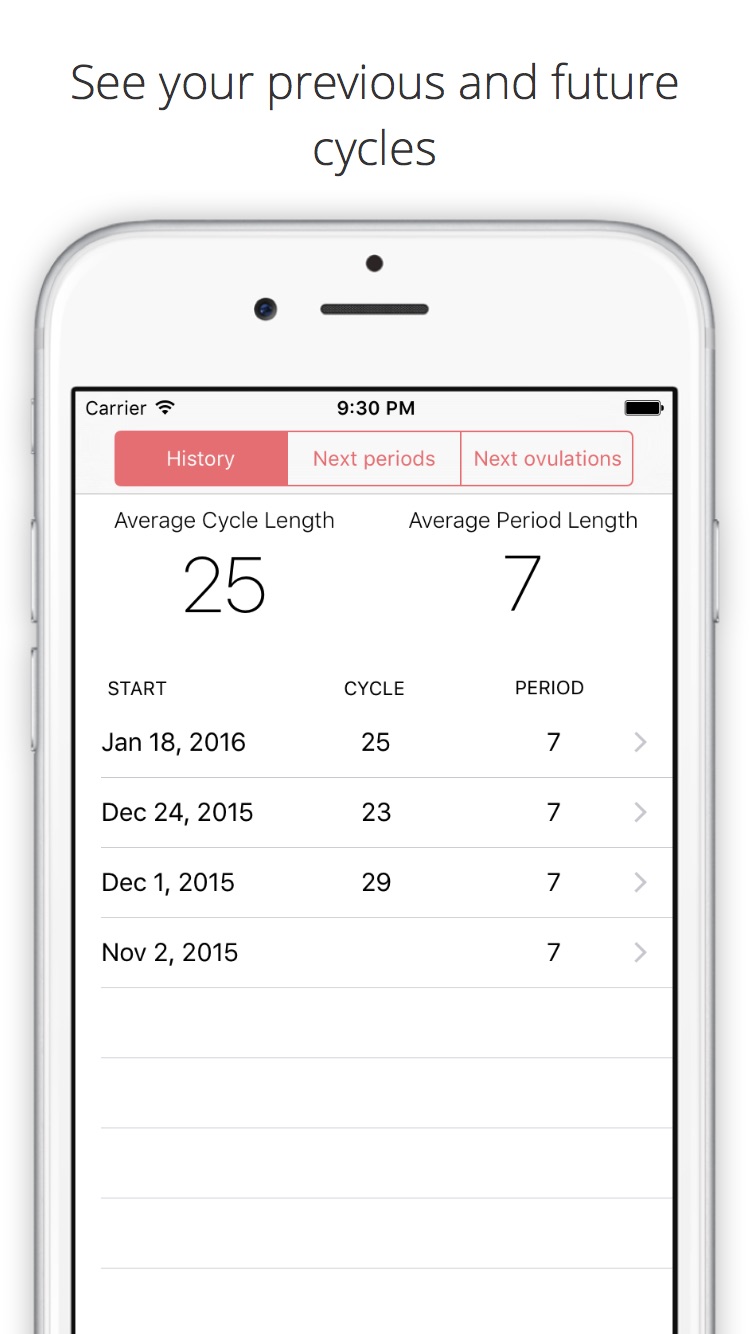 See your previous and future
cycles
Carrier 9:30 PM
History Next periods Next ovulations
Average Cycle Length Average Period Length
25 7
START CYCLE PERIOD
Jan 18, 2016 25 7
Dec 24, 2015 23 7
Dec 1, 2015 29 7
Nov 2, 2015 7